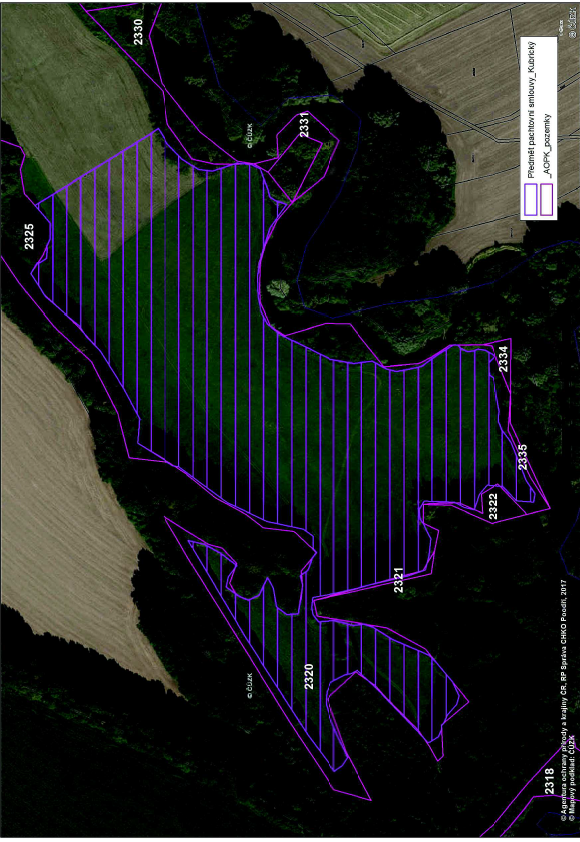 2330
2331
2325
© ČÚZK
Předmět pachtovní smlouvy_Kubrický
_AOPK_pozemky
© ČÚZK
2334
2335
2322
2321
2320
© ČÚZK
2318
© Agentura ochrany přírody a krajiny ČR, RP Správa CHKO Poodří, 2017
© Mapový podklad: ČÚZK